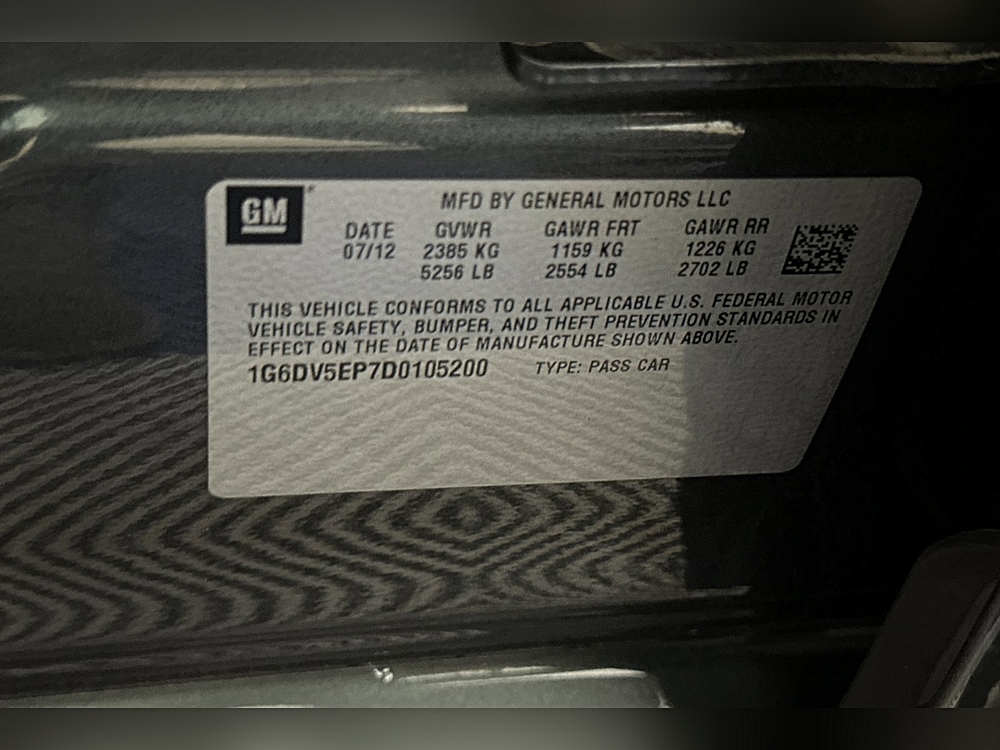 GM
MFD BY GENERAL MOTORS LLC
DATE GVWR GAWR FRT GAWR RR
07/12 2385 KG 1159 KG 1226 KG
5256 LB 2554 LB 2702 LB
THIS VEHICLE CONFORMS TO ALL APPLICABLE U.S. FEDERAL MOTOR
VEHICLE SAFETY, BUMPER, AND THEFT PREVENTION STANDARDS IN
EFFECT ON THE DATE OF MANUFACTURE SHOWN ABOVE.
1G6DV5EP7D0105200 TYPE: PASS CAR